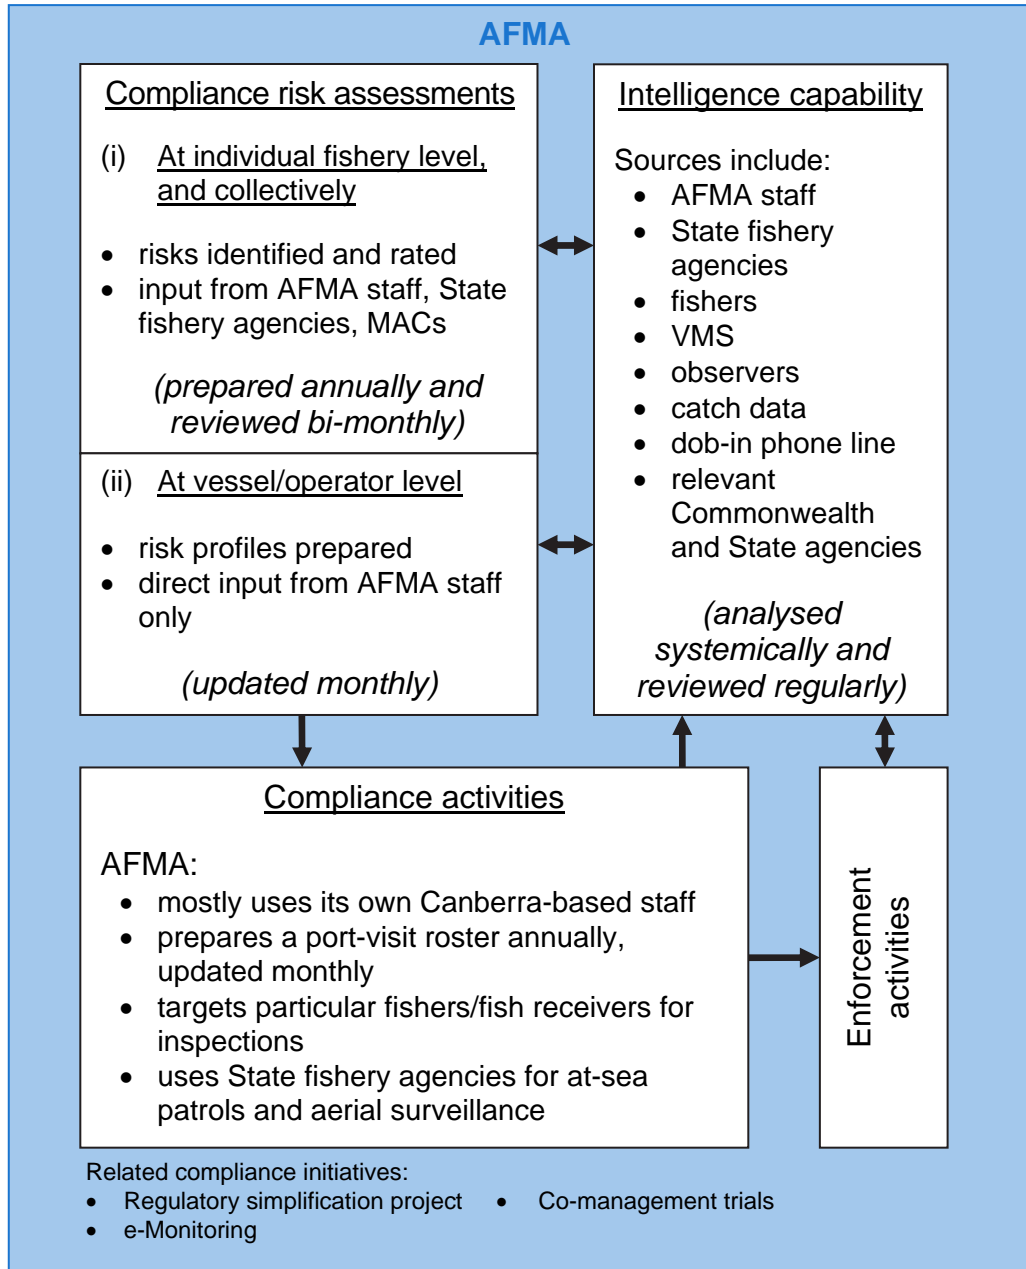 AFMA
Compliance risk assessments
(i) At individual fishery level,
and collectively
• risks identified and rated
• input from AFMA staff, State
fishery agencies, MACs
(prepared annually and
reviewed bi-monthly)
(ii) At vessel/operator level
• risk profiles prepared
• direct input from AFMA staff
only
(updated monthly)
Intelligence capability
Sources include:
• AFMA staff
• State fishery
agencies
• fishers
• VMS
• observers
• catch data
• dob-in phone line
• relevant
Commonwealth
and State agencies
(analysed
systemically and
reviewed regularly)
Compliance activities
AFMA:
• mostly uses its own Canberra-based staff
• prepares a port-visit roster annually,
updated monthly
• targets particular fishers/fish receivers for
inspections
• uses State fishery agencies for at-sea
patrols and aerial surveillance
Enforcement
activities
Related compliance initiatives:
• Regulatory simplification project • Co-management trials
• e-Monitoring